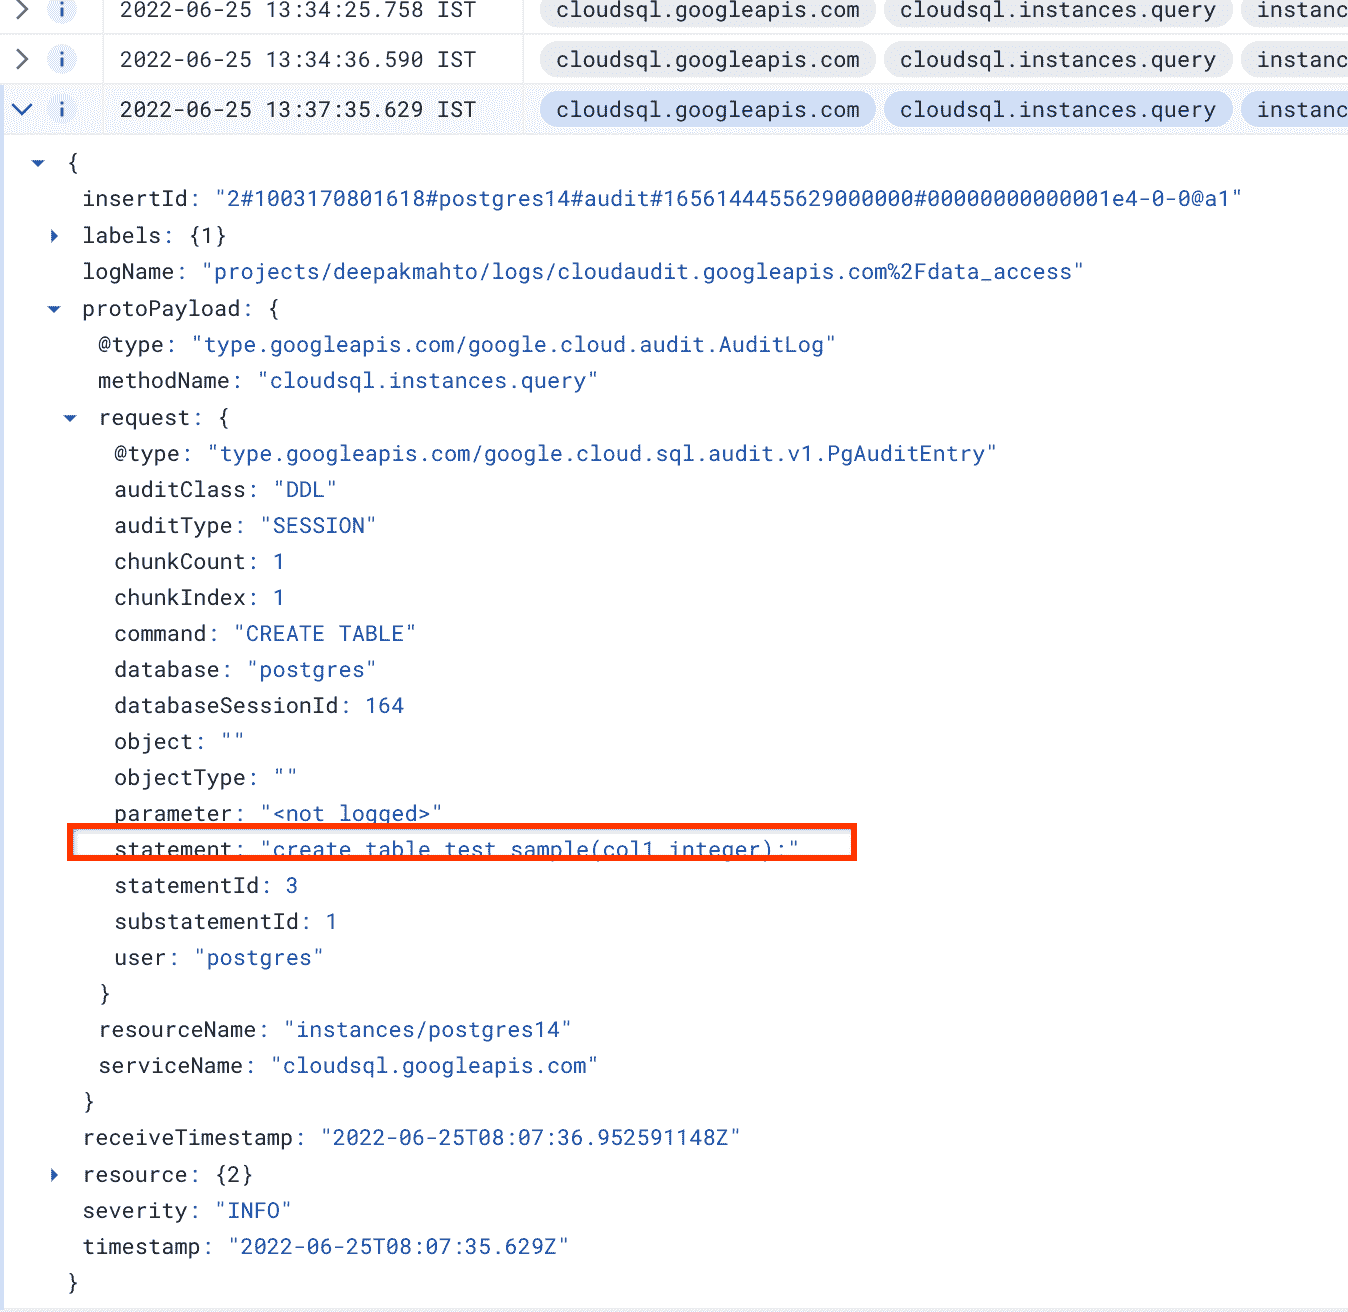 2022-06-25 13:34:25.758 IST cloudsql.googleapis.com cloudsql.instances.query instanc
2022-06-25 13:34:36.590 IST cloudsql.googleapis.com cloudsql.instances.query instanc
2022-06-25 13:37:35.629 IST cloudsql.googleapis.com cloudsql.instances.query instanc
{
insertId: "2#1003170801618#postgres14#audit#1656144455629000000#00000000000001e4-0-0@a1"
labels: {1}
logName: "projects/deepakmahto/logs/cloudaudit.googleapis.com%2Fdata_access"
protoPayload: {
@type: "type.googleapis.com/google.cloud.audit.AuditLog"
methodName: "cloudsql.instances.query"
request: {
@type: "type.googleapis.com/google.cloud.sql.audit.v1.PgAuditEntry"
auditClass: "DDL"
auditType: "SESSION"
chunkCount: 1
chunkIndex: 1
command: "CREATE TABLE"
database: "postgres"
databaseSessionId: 164
object: ""
objectType: ""
parameter: "<not logged>"
statement: "create table test_sample(col1 integer);"
statementId: 3
substatementId: 1
user: "postgres"
}
resourceName: "instances/postgres14"
serviceName: "cloudsql.googleapis.com"
}
receiveTimestamp: "2022-06-25T08:07:36.952591148Z"
resource: {2}
severity: "INFO"
timestamp: "2022-06-25T08:07:35.629Z"
}